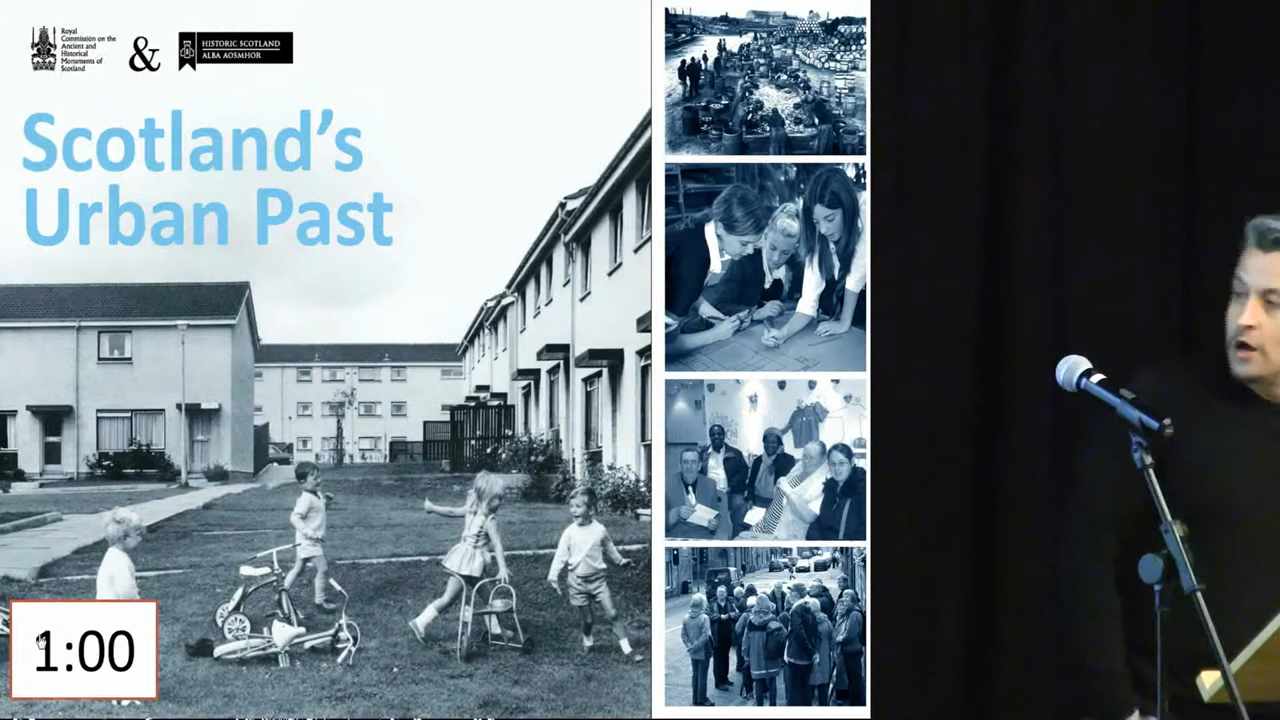 Royal
Commission on the
Ancient and
Historical
Monuments of
Scotland
&
HISTORIC SCOTLAND
ALBA AOSMHOR
Scotland's
Urban Past
1:00